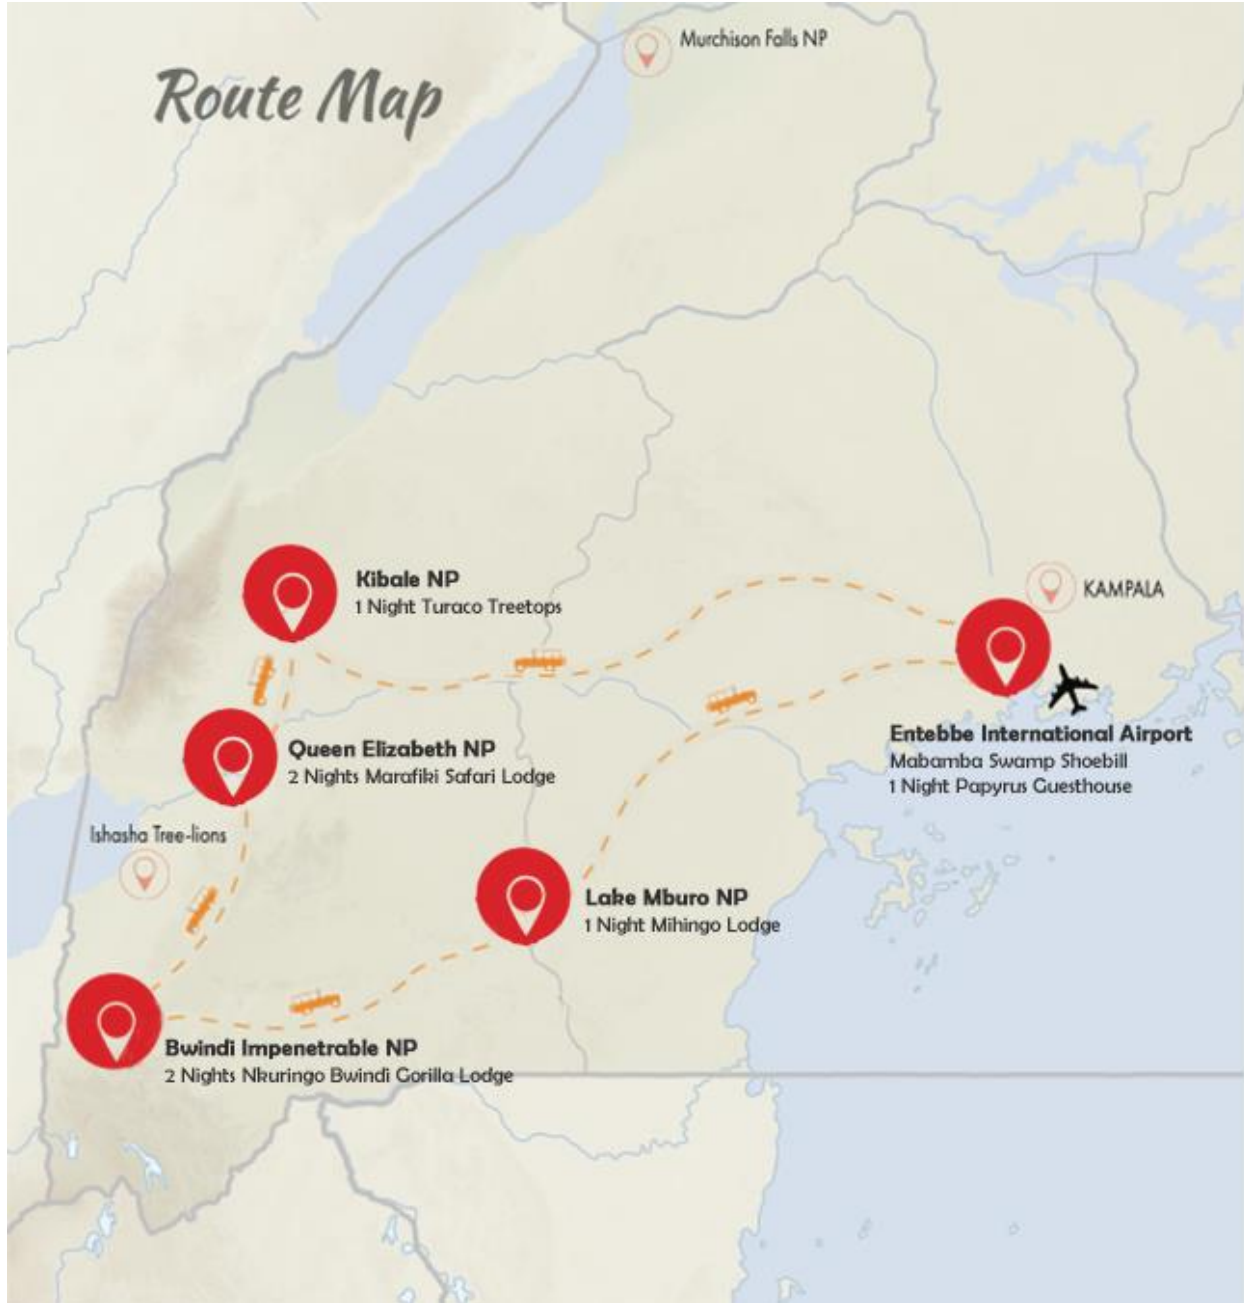 Murchison Falls NP
Route Map
Kibale NP
1 Night Turaco Treetops
KAMPALA
Entebbe International Airport
Mabamba Swamp Shoebill
1 Night Papyrus Guesthouse
Queen Elizabeth NP
2 Nights Marafiki Safari Lodge
Ishasha Tree-lions
Lake Mburo NP
1 Night Mihingo Lodge
Bwindi Impenetrable NP
2 Nights Nkuringo Bwindi Gorilla Lodge